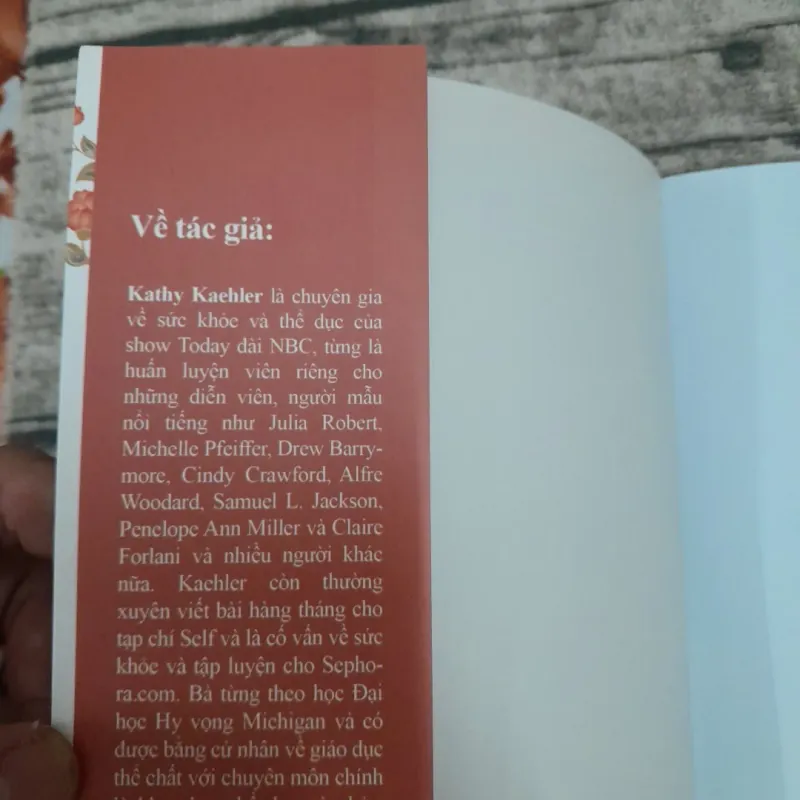 Về tác giả:
Kathy Kaehler là chuyên gia
về sức khỏe và thể dục của
show Today đài NBC, từng là
huấn luyện viên riêng cho
những diễn viên, người mẫu
nổi tiếng như Julia Robert,
Michelle Pfeiffer, Drew Barry-
more, Cindy Crawford, Alfre
Woodard, Samuel L. Jackson,
Penelope Ann Miller và Claire
Forlani và nhiều người khác
nữa. Kaehler còn thường
xuyên viết bài hàng tháng cho
tạp chí Self và là cố vấn về sức
khỏe và tập luyện cho Sepho-
ra.com. Bà từng theo học Đại
học Hy vọng Michigan và có
được bằng cử nhân về giáo dục
thể chất với chuyên môn chính